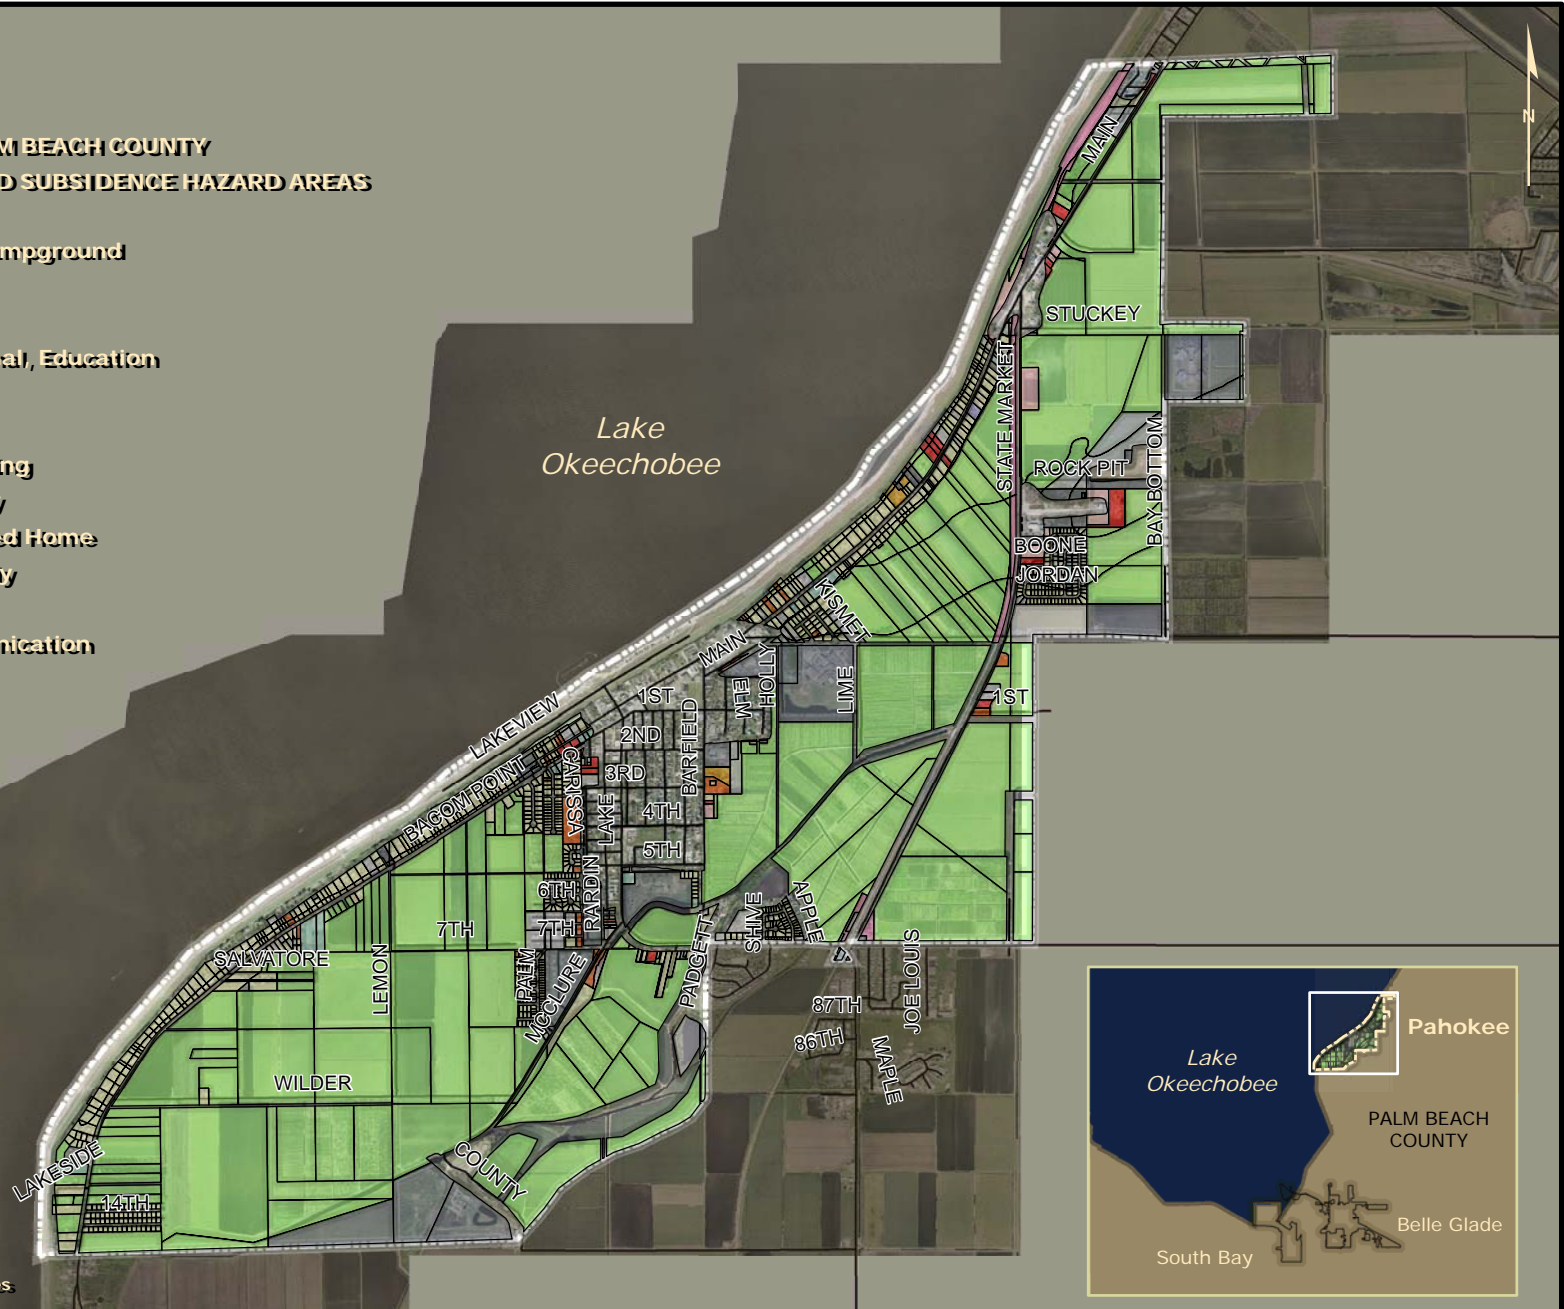 M BEACH COUNTY
D SUBSIDENCE HAZARD AREAS
mpground
al, Education
ng
y
ed Home
y
nication
s
N
Lake
Okeechobee
MAIN
STUCKEY
STATE MARKET
ROCK PIT
BAY BOTTOM
BOONE
JORDAN
KISMET
MAIN
HOLLY
ELM
LIME
1ST
1ST
LAKEVIEW
2ND
BARFIELD
BACOM POINT
CARISSA
3RD
LAKE
4TH
5TH
RARDIN
6TH
7TH
7TH
SHIVE
APPLE
PADGETT
SALVATORE
LEMON
PALM
MCCLURE
JOE LOUIS
87TH
86TH
MAPLE
WILDER
COUNTY
LAKESIDE
14TH
Pahokee
Lake
Okeechobee
PALM BEACH
COUNTY
Belle Glade
South Bay